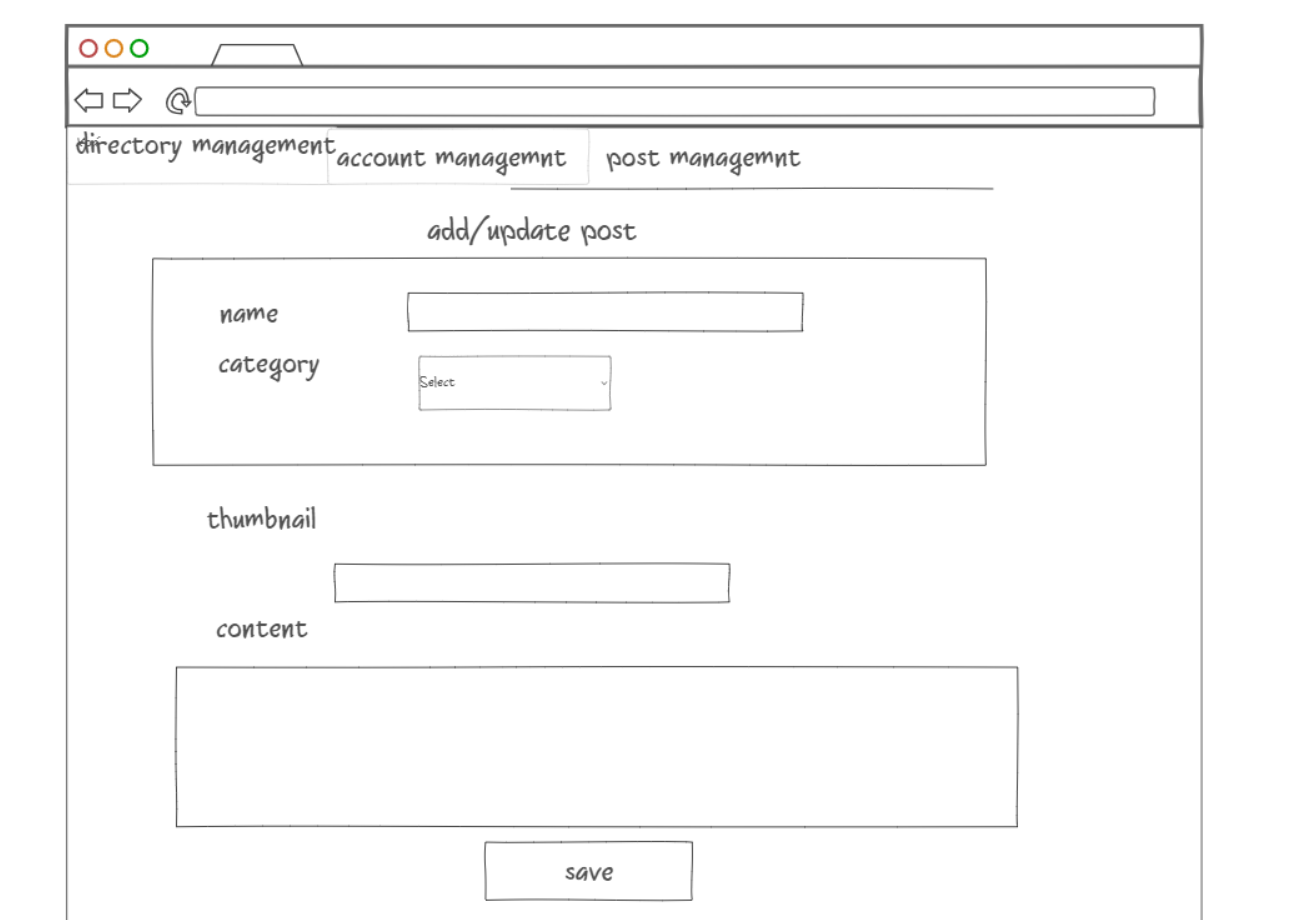 directory management
account managemnt
post managemnt
add/update post
name
category
Select
thumbnail
content
save